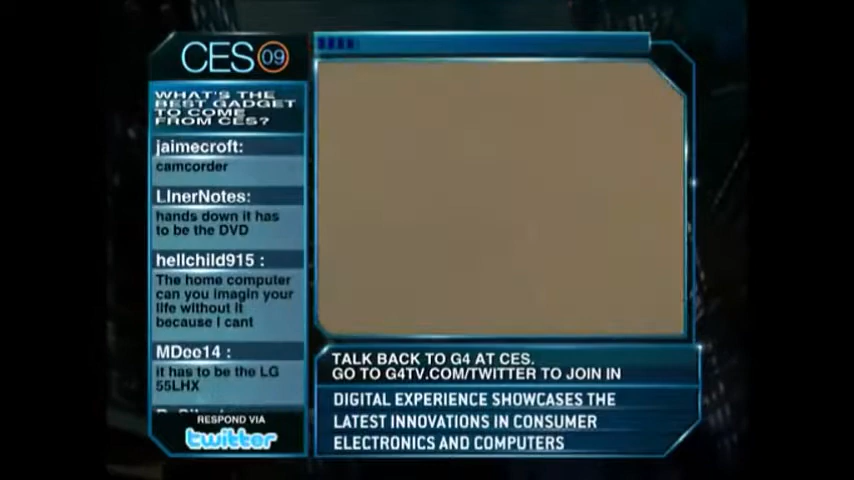 CES 09
WHAT'S THE
BEST GADGET
TO COME
FROM CES?
jaimecroft:
camcorder
LInerNotes:
hands down it has
to be the DVD
hellchild915 :
The home computer
can you imagin your
life without it
because I cant
MDee14 :
it has to be the LG
55LHX
RESPOND VIA
twitter
TALK BACK TO G4 AT CES.
GO TO G4TV.COM/TWITTER TO JOIN IN
DIGITAL EXPERIENCE SHOWCASES THE
LATEST INNOVATIONS IN CONSUMER
ELECTRONICS AND COMPUTERS